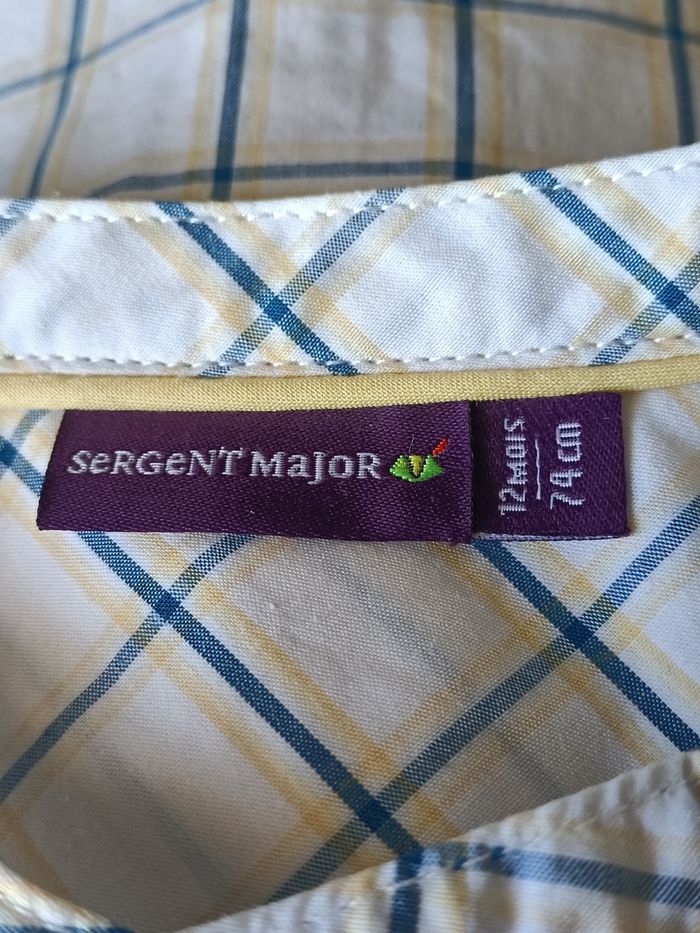 SeRGeNT MaJoR
12 MOIS
74 CM